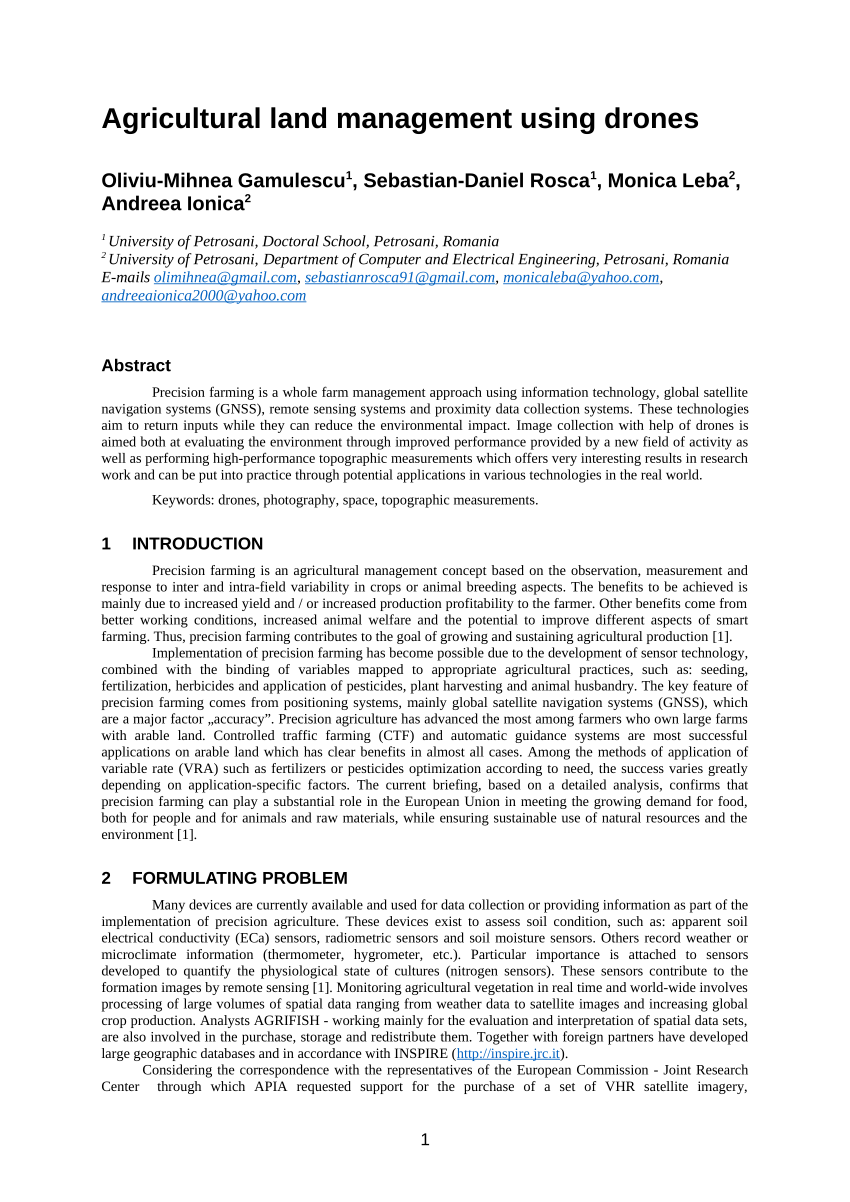 Agricultural land management using drones
Oliviu-Mihnea Gamulescu1, Sebastian-Daniel Rosca1, Monica Leba2,
Andreea Ionica2
1 University of Petrosani, Doctoral School, Petrosani, Romania
2 University of Petrosani, Department of Computer and Electrical Engineering, Petrosani, Romania
E-mails olimihnea@gmail.com, sebastianrosca91@gmail.com, monicaleba@yahoo.com,
andreeaionica2000@yahoo.com
Abstract
Precision farming is a whole farm management approach using information technology, global satellite
navigation systems (GNSS), remote sensing systems and proximity data collection systems. These technologies
aim to return inputs while they can reduce the environmental impact. Image collection with help of drones is
aimed both at evaluating the environment through improved performance provided by a new field of activity as
well as performing high-performance topographic measurements which offers very interesting results in research
work and can be put into practice through potential applications in various technologies in the real world.
Keywords: drones, photography, space, topographic measurements.
1 INTRODUCTION
Precision farming is an agricultural management concept based on the observation, measurement and
response to inter and intra-field variability in crops or animal breeding aspects. The benefits to be achieved is
mainly due to increased yield and / or increased production profitability to the farmer. Other benefits come from
better working conditions, increased animal welfare and the potential to improve different aspects of smart
farming. Thus, precision farming contributes to the goal of growing and sustaining agricultural production [1].
Implementation of precision farming has become possible due to the development of sensor technology,
combined with the binding of variables mapped to appropriate agricultural practices, such as: seeding,
fertilization, herbicides and application of pesticides, plant harvesting and animal husbandry. The key feature of
precision farming comes from positioning systems, mainly global satellite navigation systems (GNSS), which
are a major factor „accuracy”. Precision agriculture has advanced the most among farmers who own large farms
with arable land. Controlled traffic farming (CTF) and automatic guidance systems are most successful
applications on arable land which has clear benefits in almost all cases. Among the methods of application of
variable rate (VRA) such as fertilizers or pesticides optimization according to need, the success varies greatly
depending on application-specific factors. The current briefing, based on a detailed analysis, confirms that
precision farming can play a substantial role in the European Union in meeting the growing demand for food,
both for people and for animals and raw materials, while ensuring sustainable use of natural resources and the
environment [1].
2 FORMULATING PROBLEM
Many devices are currently available and used for data collection or providing information as part of the
implementation of precision agriculture. These devices exist to assess soil condition, such as: apparent soil
electrical conductivity (ECa) sensors, radiometric sensors and soil moisture sensors. Others record weather or
microclimate information (thermometer, hygrometer, etc.). Particular importance is attached to sensors
developed to quantify the physiological state of cultures (nitrogen sensors). These sensors contribute to the
formation images by remote sensing [1]. Monitoring agricultural vegetation in real time and world-wide involves
processing of large volumes of spatial data ranging from weather data to satellite images and increasing global
crop production. Analysts AGRIFISH - working mainly for the evaluation and interpretation of spatial data sets,
are also involved in the purchase, storage and redistribute them. Together with foreign partners have developed
large geographic databases and in accordance with INSPIRE (http://inspire.jrc.it).
Considering the correspondence with the representatives of the European Commission - Joint Research
Center through which APIA requested support for the purchase of a set of VHR satellite imagery,
1